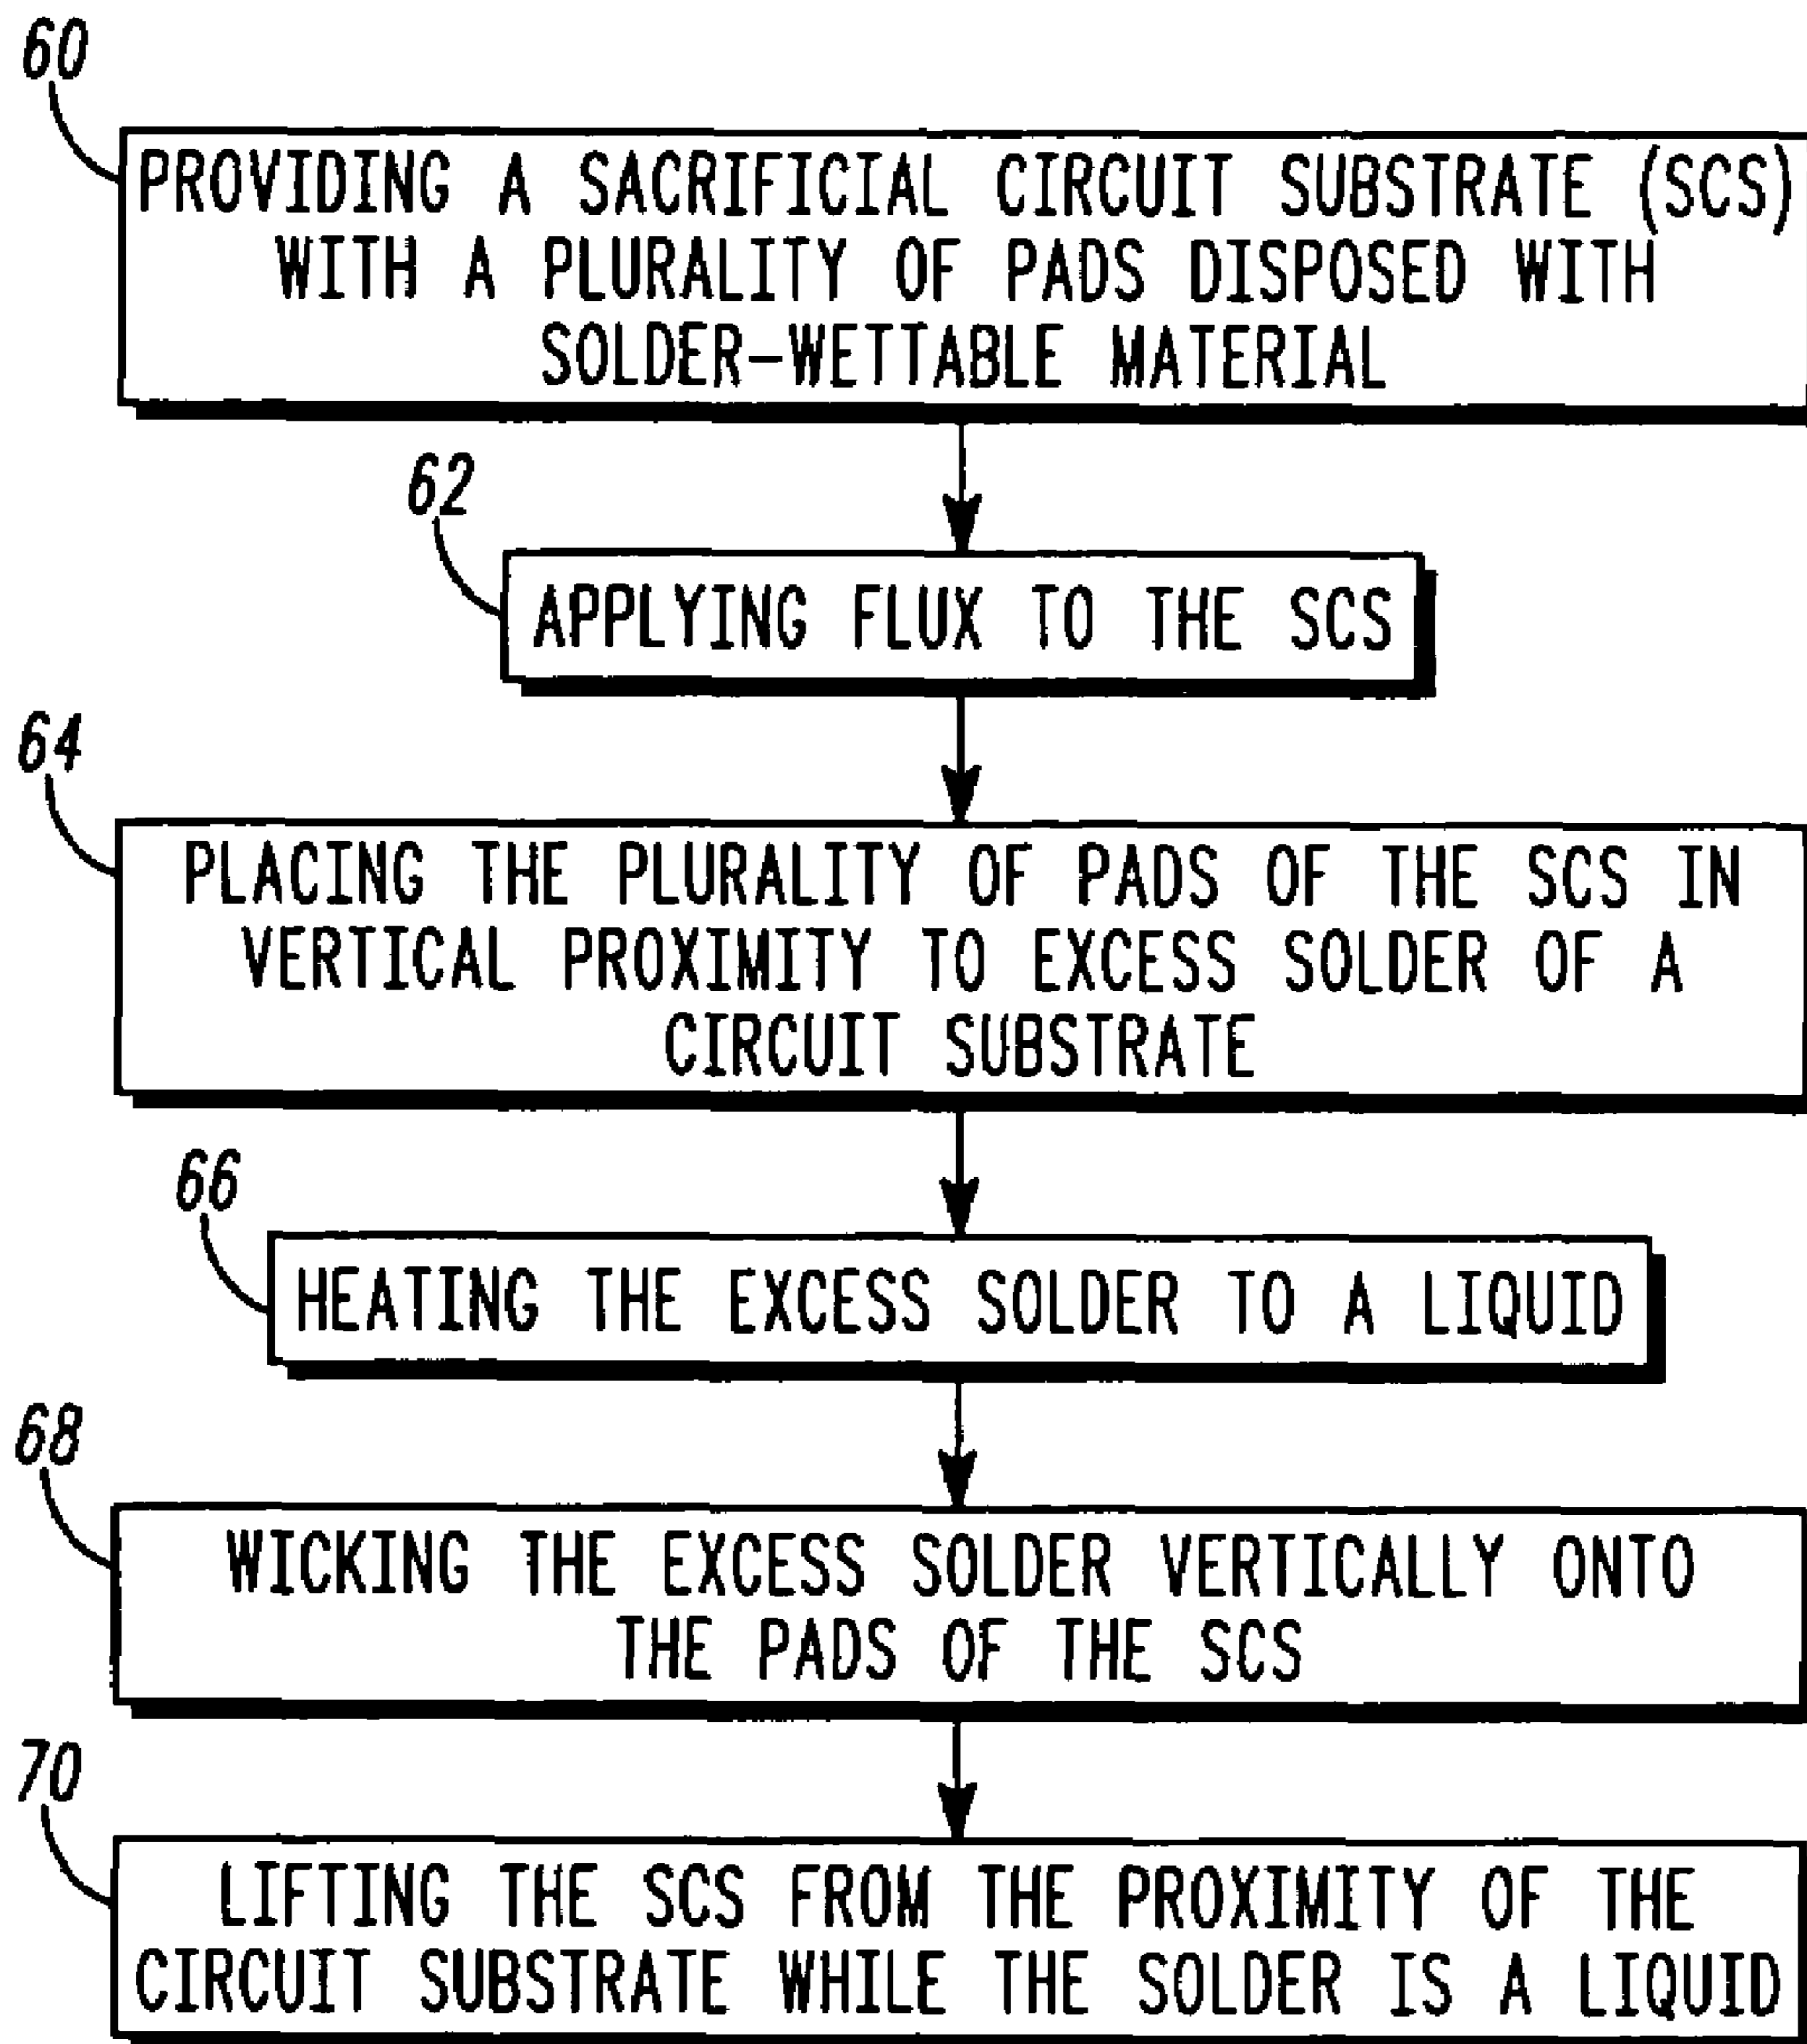 60
PROVIDING A SACRIFICIAL CIRCUIT SUBSTRATE (SCS)
WITH A PLURALITY OF PADS DISPOSED WITH
SOLDER-WETTABLE MATERIAL
62
APPLYING FLUX TO THE SCS
64
PLACING THE PLURALITY OF PADS OF THE SCS IN
VERTICAL PROXIMITY TO EXCESS SOLDER OF A
CIRCUIT SUBSTRATE
66
HEATING THE EXCESS SOLDER TO A LIQUID
68
WICKING THE EXCESS SOLDER VERTICALLY ONTO
THE PADS OF THE SCS
70
LIFTING THE SCS FROM THE PROXIMITY OF THE
CIRCUIT SUBSTRATE WHILE THE SOLDER IS A LIQUID